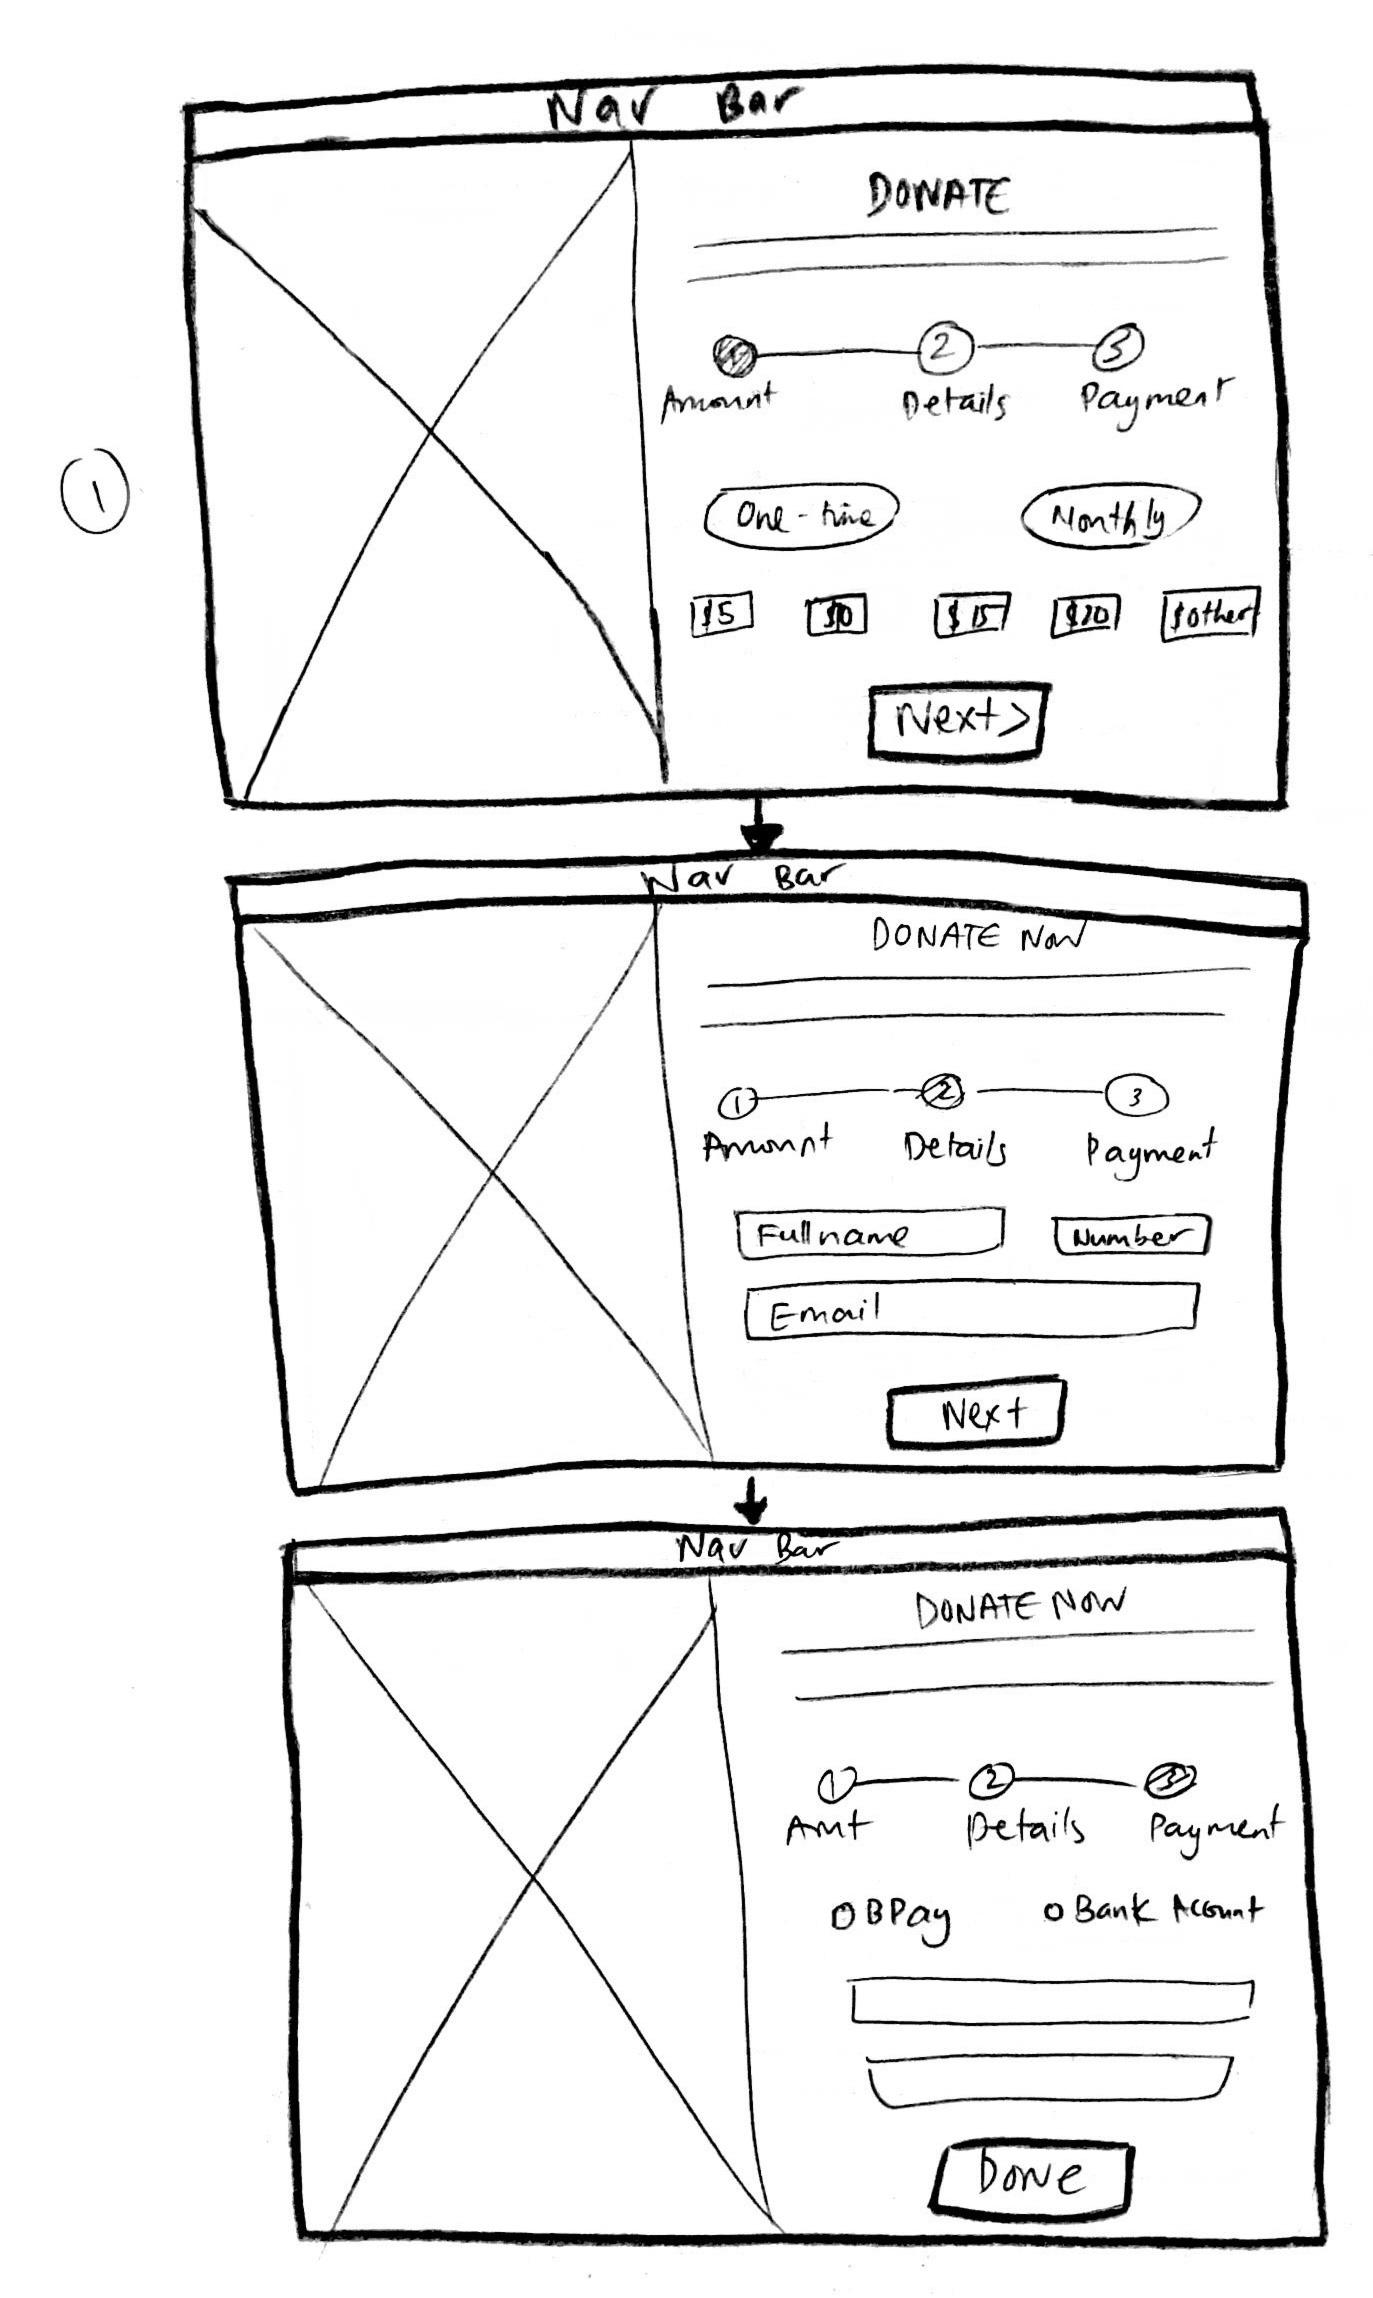 Nav Bar
DONATE
2 3
Amount Details Payment
1
One-time Monthly
$5 $10 $15 $20 $other
Next>
Nav Bar
DONATE NOW
1 2 3
Amount Details Payment
Fullname Number
Email
Next
Nav Bar
DONATE NOW
1 2 3
Amt Details Payment
BPay Bank Account
Done